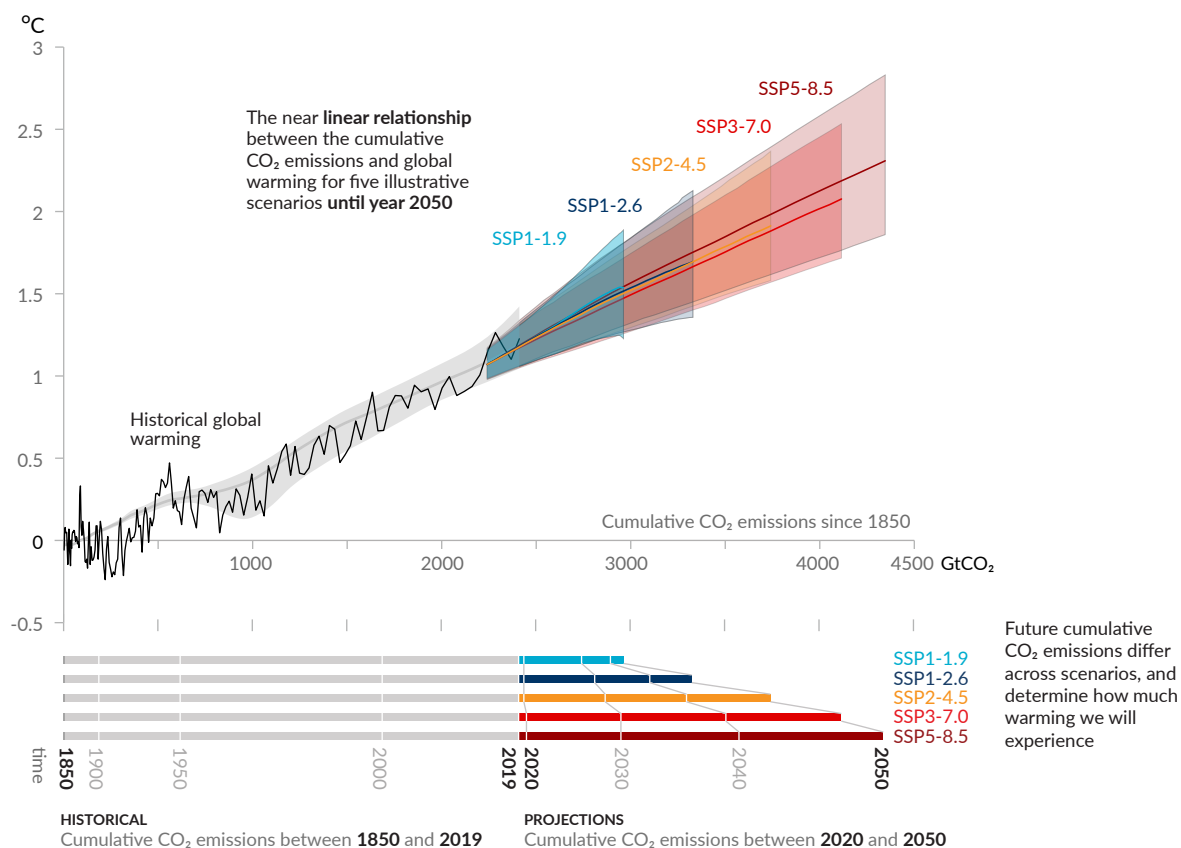 °C
3
2.5
2
1.5
1
0.5
0
-0.5
The near linear relationship
between the cumulative
CO₂ emissions and global
warming for five illustrative
scenarios until year 2050
SSP5-8.5
SSP3-7.0
SSP2-4.5
SSP1-2.6
SSP1-1.9
Historical global
warming
Cumulative CO₂ emissions since 1850
1000 2000 3000 4000 4500 GtCO₂
Future cumulative
CO₂ emissions differ
across scenarios, and
determine how much
warming we will
experience
SSP1-1.9
SSP1-2.6
SSP2-4.5
SSP3-7.0
SSP5-8.5
time 1850 1900 1950 2000 2019 2020 2030 2040 2050
HISTORICAL
Cumulative CO₂ emissions between 1850 and 2019
PROJECTIONS
Cumulative CO₂ emissions between 2020 and 2050